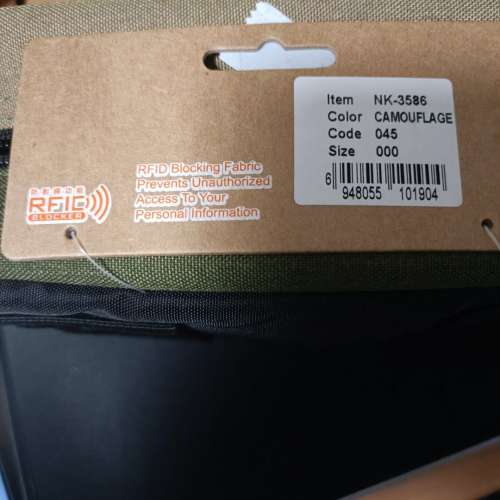 Item NK-3586
Color CAMOUFLAGE
Code 045
Size 000
6 948055 101904
RFID
BLOCKER
RFID Blocking Fabric
Prevents Unauthorized
Access To Your
Personal Information